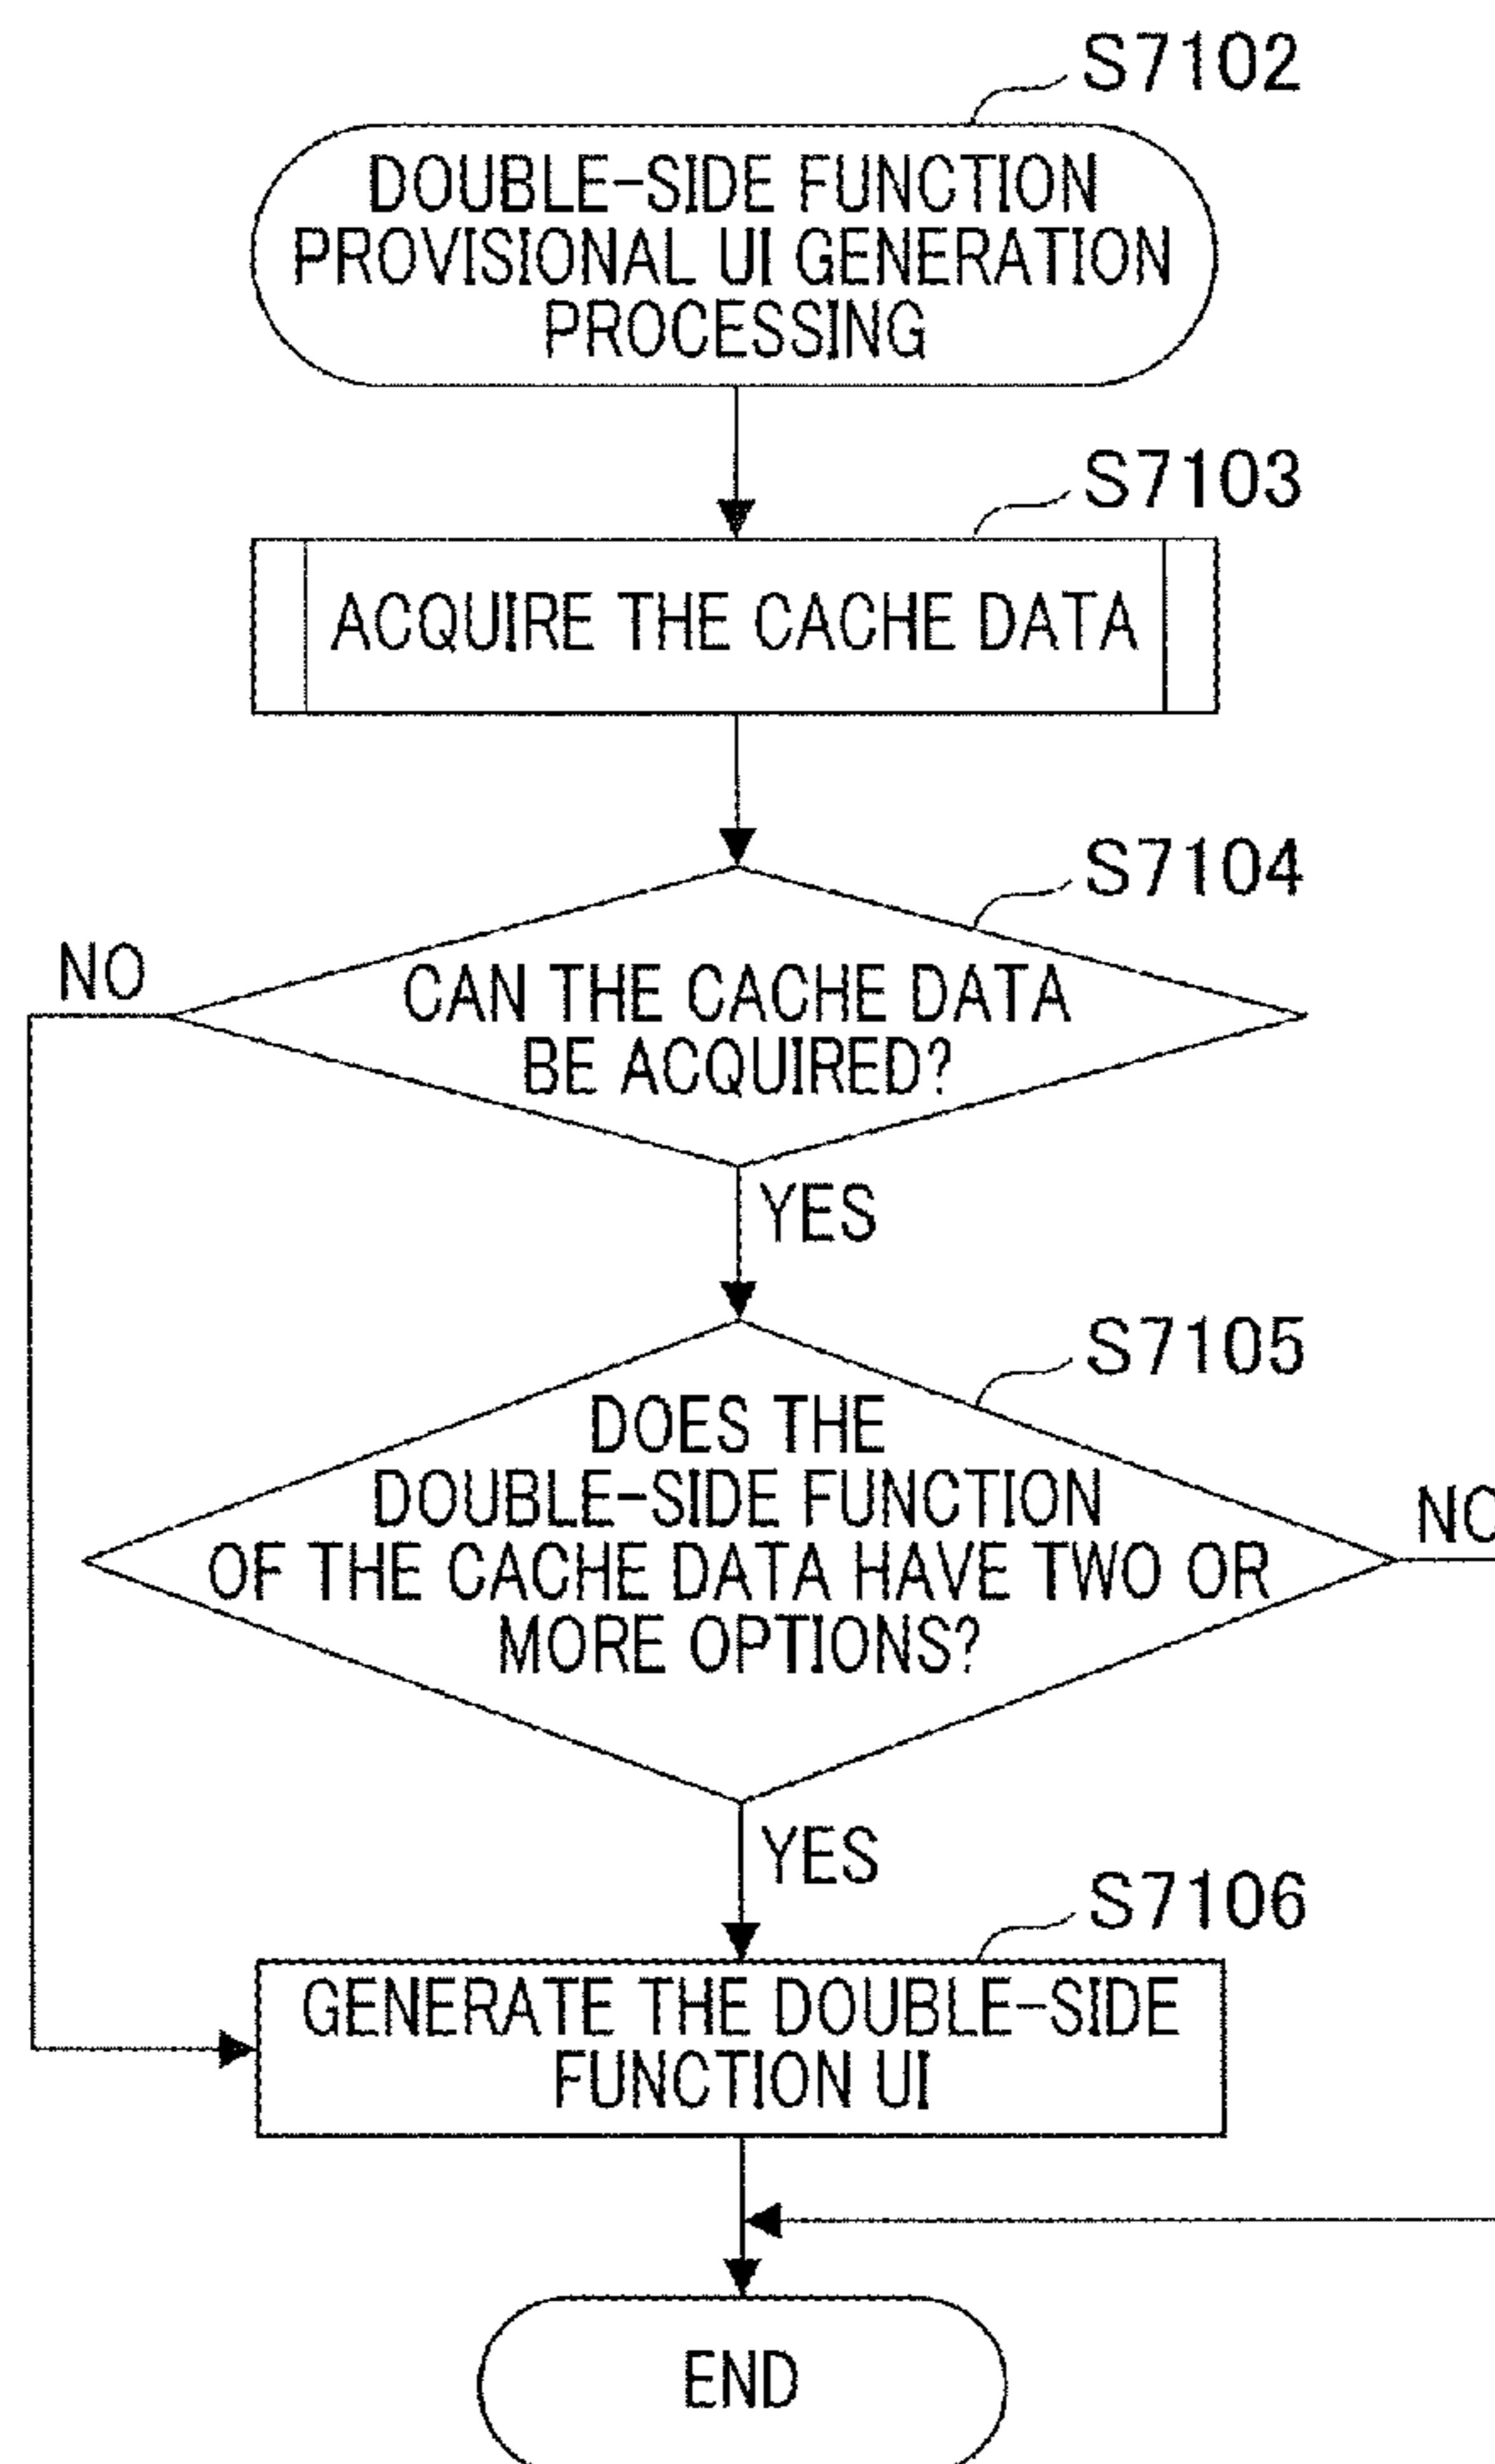 S7102
DOUBLE-SIDE FUNCTION
PROVISIONAL UI GENERATION
PROCESSING
S7103
ACQUIRE THE CACHE DATA
S7104
NO
CAN THE CACHE DATA
BE ACQUIRED?
YES
S7105
DOES THE
DOUBLE-SIDE FUNCTION
OF THE CACHE DATA HAVE TWO OR
MORE OPTIONS?
NO
YES
S7106
GENERATE THE DOUBLE-SIDE
FUNCTION UI
END